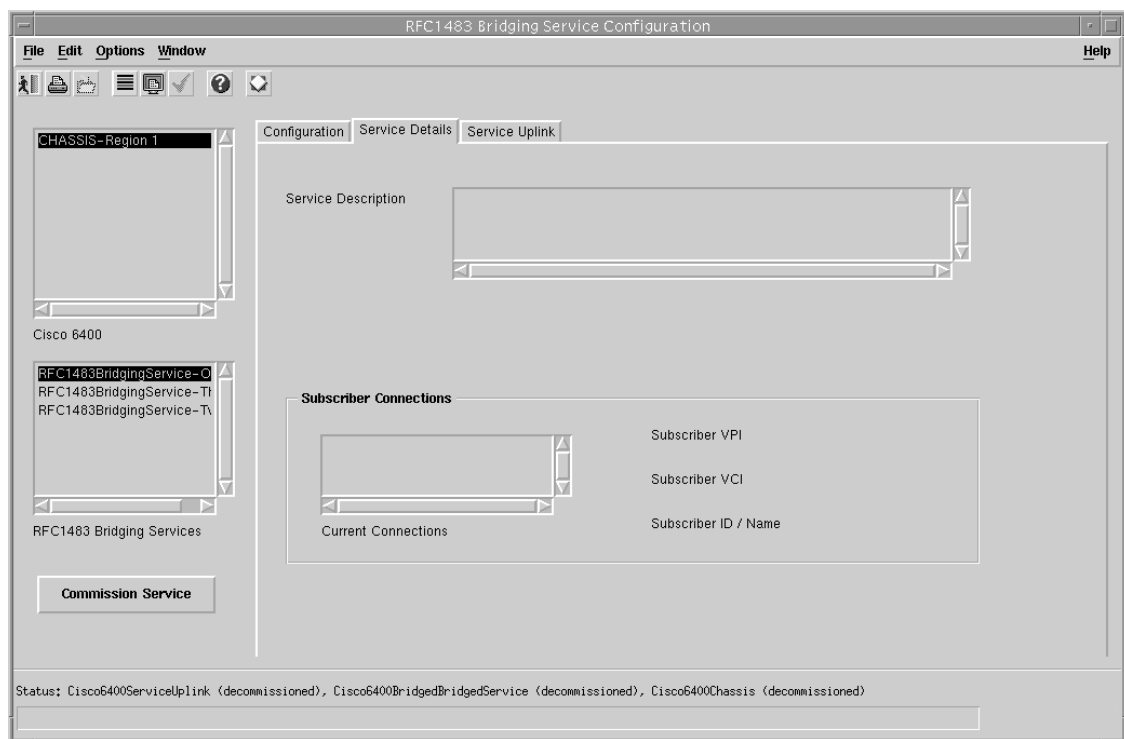 RFC1483 Bridging Service Configuration
File Edit Options Window Help
CHASSIS-Region 1
Cisco 6400
RFC1483BridgingService-O
RFC1483BridgingService-Th
RFC1483BridgingService-Tw
RFC1483 Bridging Services
Commission Service
Configuration Service Details Service Uplink
Service Description
Subscriber Connections
Current Connections
Subscriber VPI
Subscriber VCI
Subscriber ID / Name
Status: Cisco6400ServiceUplink (decommissioned), Cisco6400BridgedBridgedService (decommissioned), Cisco6400Chassis (decommissioned)